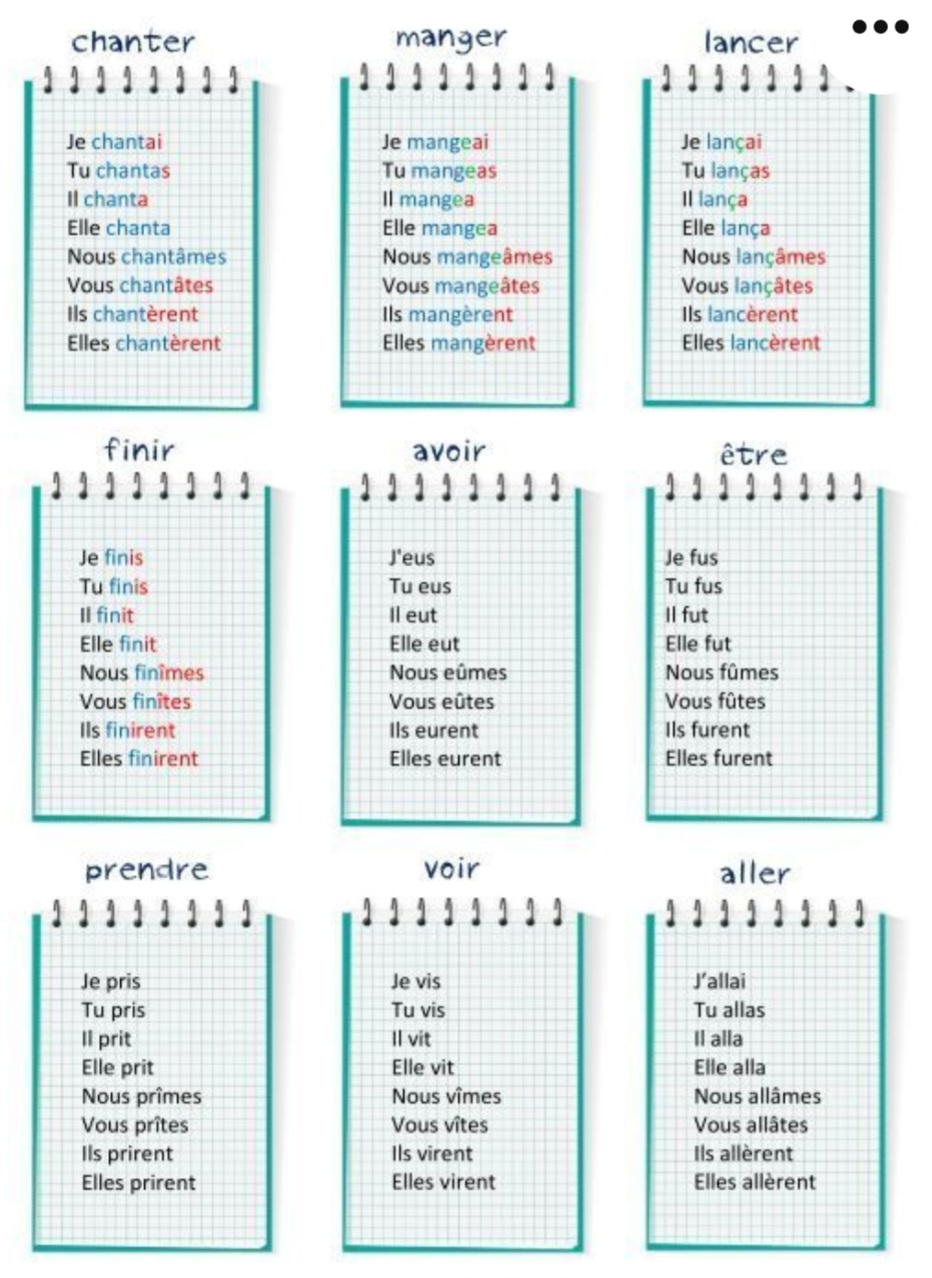 chanter
Je chantai
Tu chantas
Il chanta
Elle chanta
Nous chantâmes
Vous chantâtes
Ils chantèrent
Elles chantèrent
manger
Je mangeai
Tu mangeas
Il mangea
Elle mangea
Nous mangeâmes
Vous mangeâtes
Ils mangèrent
Elles mangèrent
lancer
Je lançai
Tu lanças
Il lança
Elle lança
Nous lançâmes
Vous lançâtes
Ils lancèrent
Elles lancèrent
finir
Je finis
Tu finis
Il finit
Elle finit
Nous finîmes
Vous finîtes
Ils finirent
Elles finirent
avoir
J'eus
Tu eus
Il eut
Elle eut
Nous eûmes
Vous eûtes
Ils eurent
Elles eurent
être
Je fus
Tu fus
Il fut
Elle fut
Nous fûmes
Vous fûtes
Ils furent
Elles furent
prendre
Je pris
Tu pris
Il prit
Elle prit
Nous prîmes
Vous prîtes
Ils prirent
Elles prirent
voir
Je vis
Tu vis
Il vit
Elle vit
Nous vîmes
Vous vîtes
Ils virent
Elles virent
aller
J’allai
Tu allas
Il alla
Elle alla
Nous allâmes
Vous allâtes
Ils allèrent
Elles allèrent